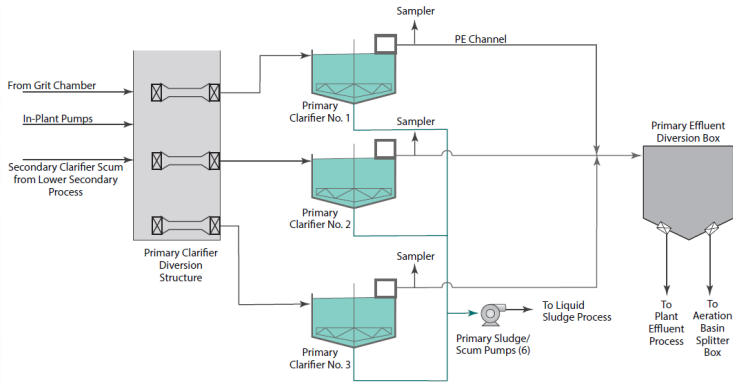 Sampler
PE Channel
From Grit Chamber
In-Plant Pumps
Secondary Clarifier Scum
from Lower Secondary
Process
Primary Clarifier
Diversion
Structure
Primary
Clarifier No. 1
Sampler
Primary
Clarifier No. 2
Sampler
Primary
Clarifier No. 3
To Liquid
Sludge Process
Primary Sludge/
Scum Pumps (6)
Primary Effluent
Diversion Box
To
Plant
Effluent
Process
To
Aeration
Basin
Splitter
Box